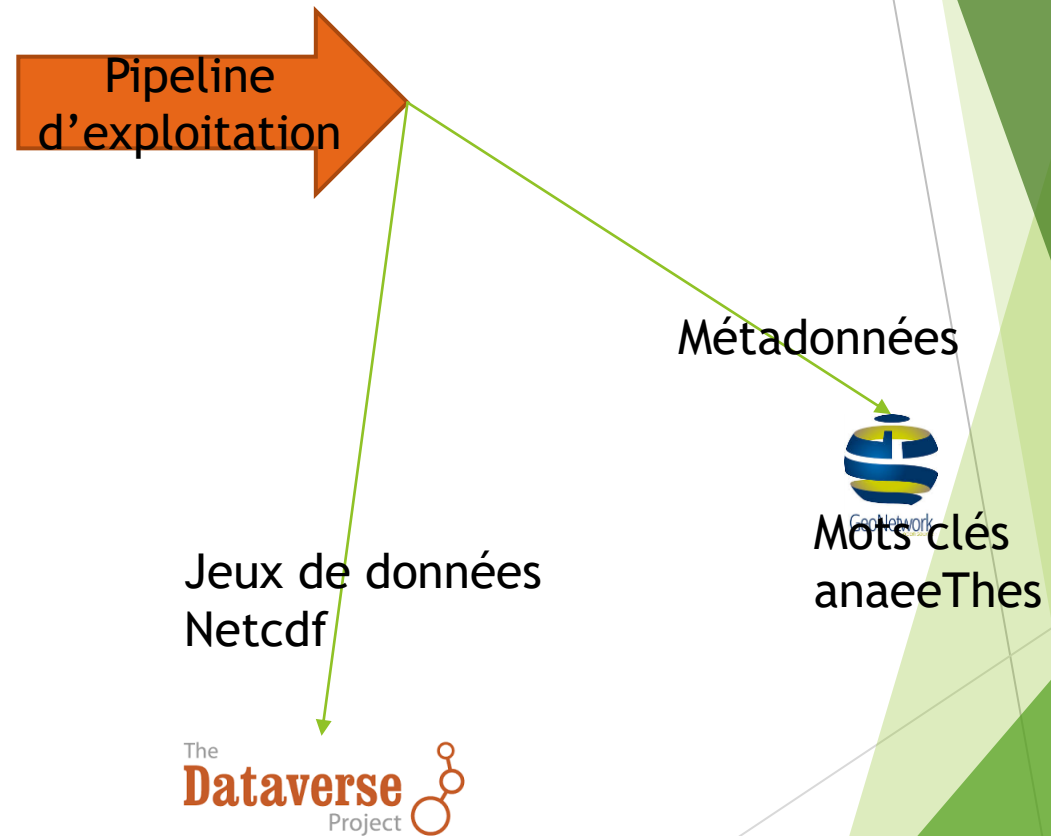 Pipeline
d’exploitation
Métadonnées
GeoNetwork
Mots clés
anaeeThes
Jeux de données
Netcdf
The
Dataverse
Project